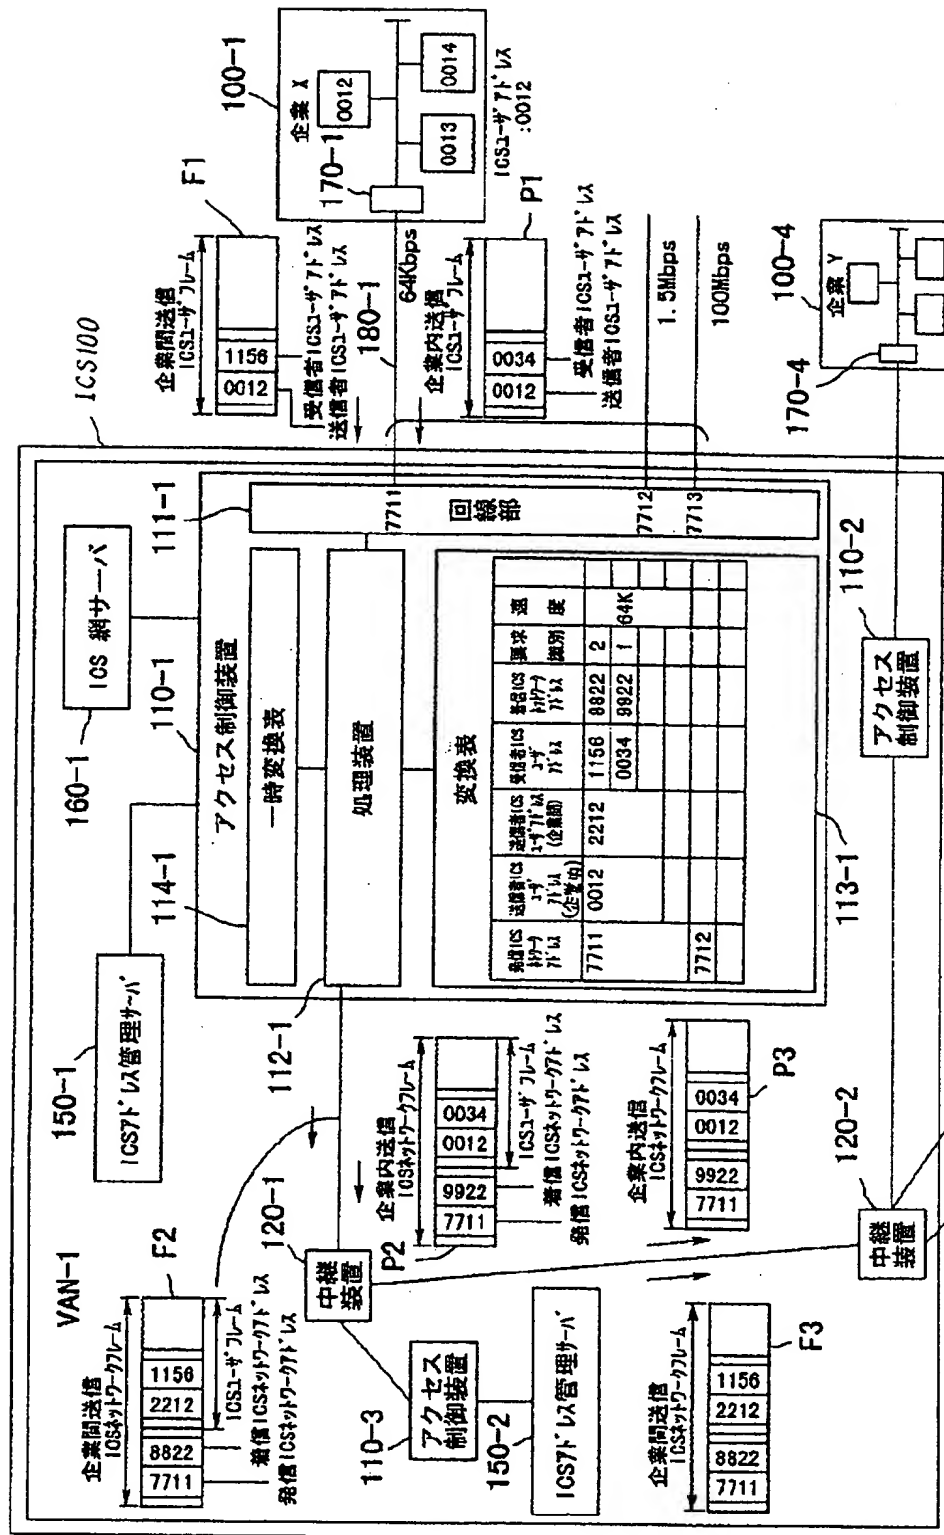 ICS100
VAN-1
企業間送信
ICSネットワークフレーム
F2
7711
8822
2212
1156
ICSユーザフレーム
着信ICSネットワークアドレス
発信ICSネットワークアドレス
150-1
ICSアドレス管理サーバ
160-1
ICS 網サーバ
110-1
アクセス制御装置
114-1
一時変換表
111-1
回線部
7711
7712
7713
112-1
処理装置
変換表
発信ICS
ネットワーク
アドレス
送信者ICS
ユーザ
アドレス
(企業内)
送信者ICS
ユーザアドレス
(企業間)
受信者ICS
ユーザ
アドレス
着信ICS
ネットワーク
アドレス
要求
識別
速度
7711
0012
2212
1156
8822
2
0034
9922
1
64K
7712
113-1
企業間送信
ICSユーザフレーム
F1
0012
1156
受信者ICSユーザアドレス
送信者ICSユーザアドレス
180-1
64Kbps
企業内送信
ICSユーザフレーム
P1
0012
0034
受信者ICSユーザアドレス
送信者ICSユーザアドレス
1.5Mbps
100Mbps
100-1
企業 X
0012
170-1
0013
0014
ICSユーザアドレス
:0012
120-1
中継
装置
P2
企業内送信
ICSネットワークフレーム
7711
9922
0012
0034
ICSユーザフレーム
着信ICSネットワークアドレス
発信ICSネットワークアドレス
110-3
アクセス
制御装置
150-2
ICSアドレス管理サーバ
企業間送信
ICSネットワークフレーム
7711
8822
2212
1156
F3
企業内送信
ICSネットワークフレーム
7711
9922
0012
0034
P3
120-2
中継
装置
110-2
アクセス
制御装置
100-4
170-4
企業 Y